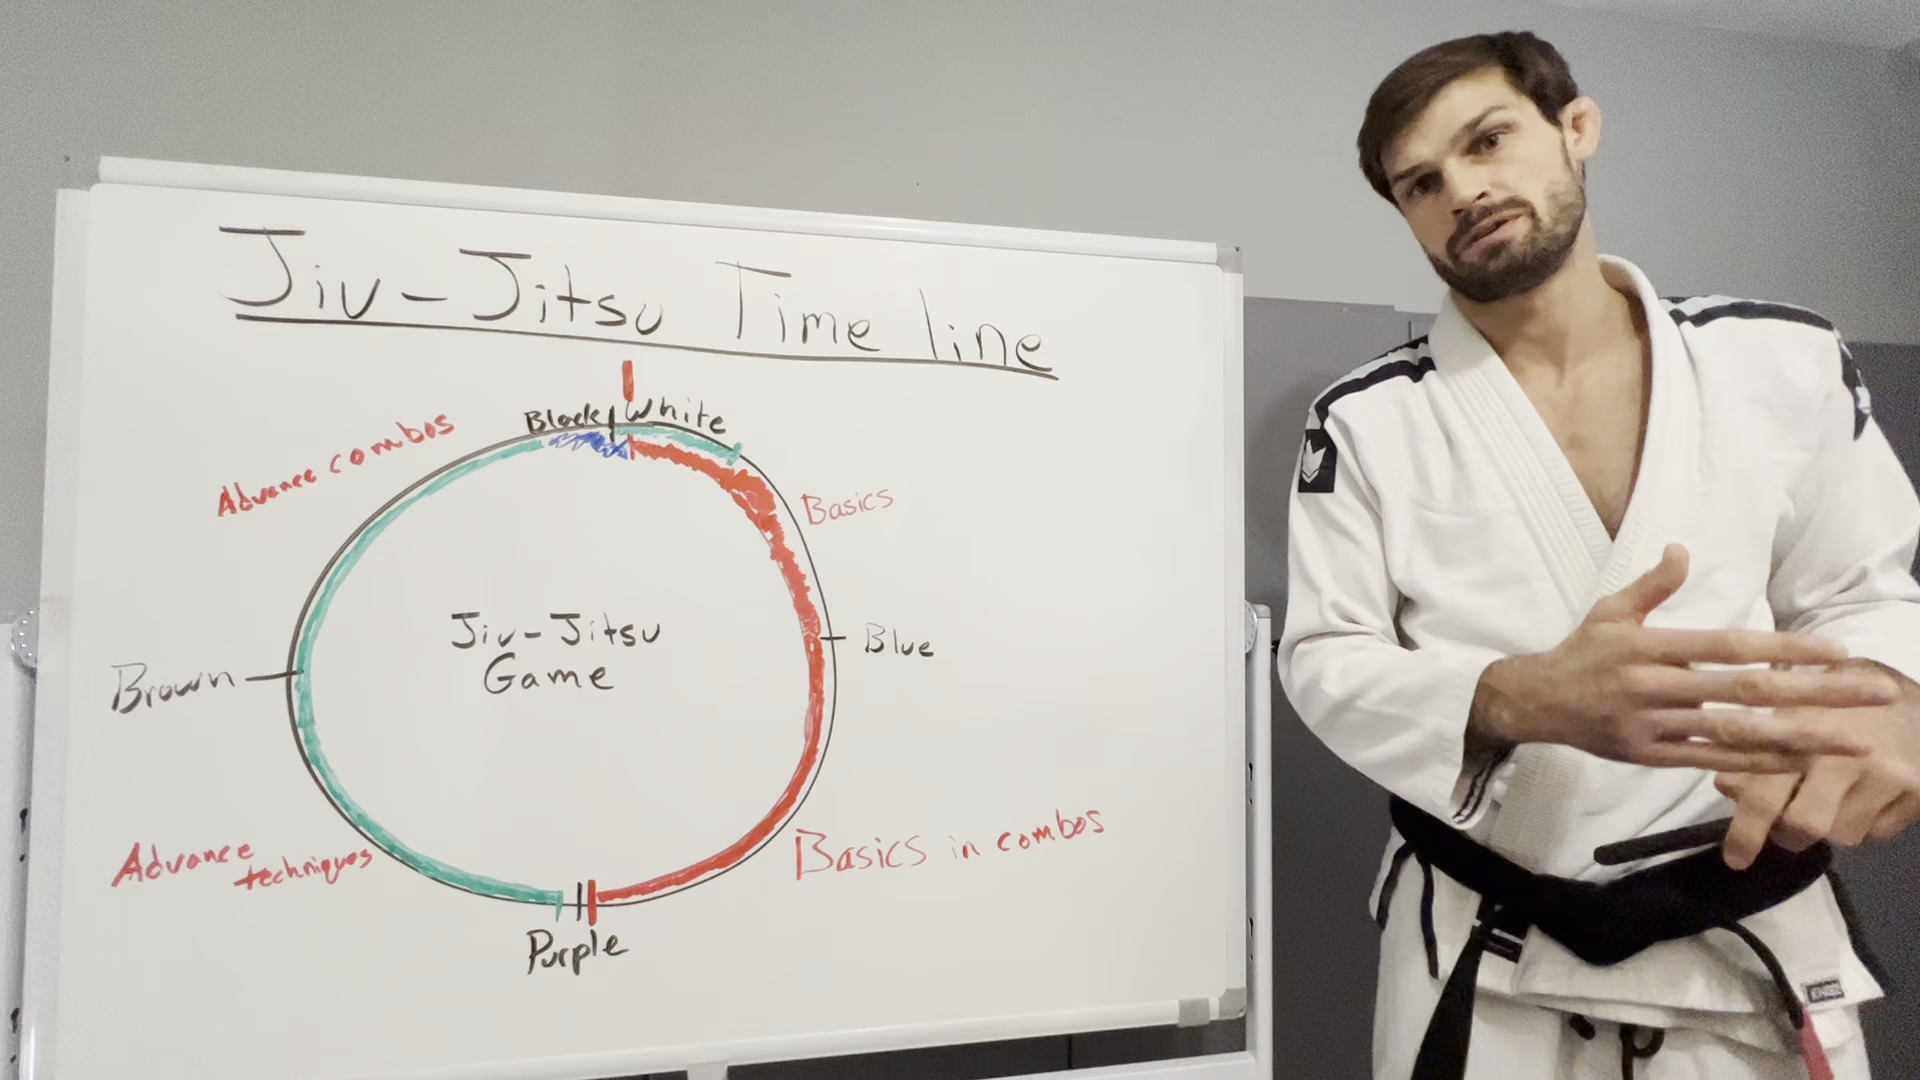 Jiu-Jitsu Time line
Black White
Advance combos
Basics
Jiu-Jitsu
Game
Blue
Brown
Basics in combos
Advance
techniques
Purple